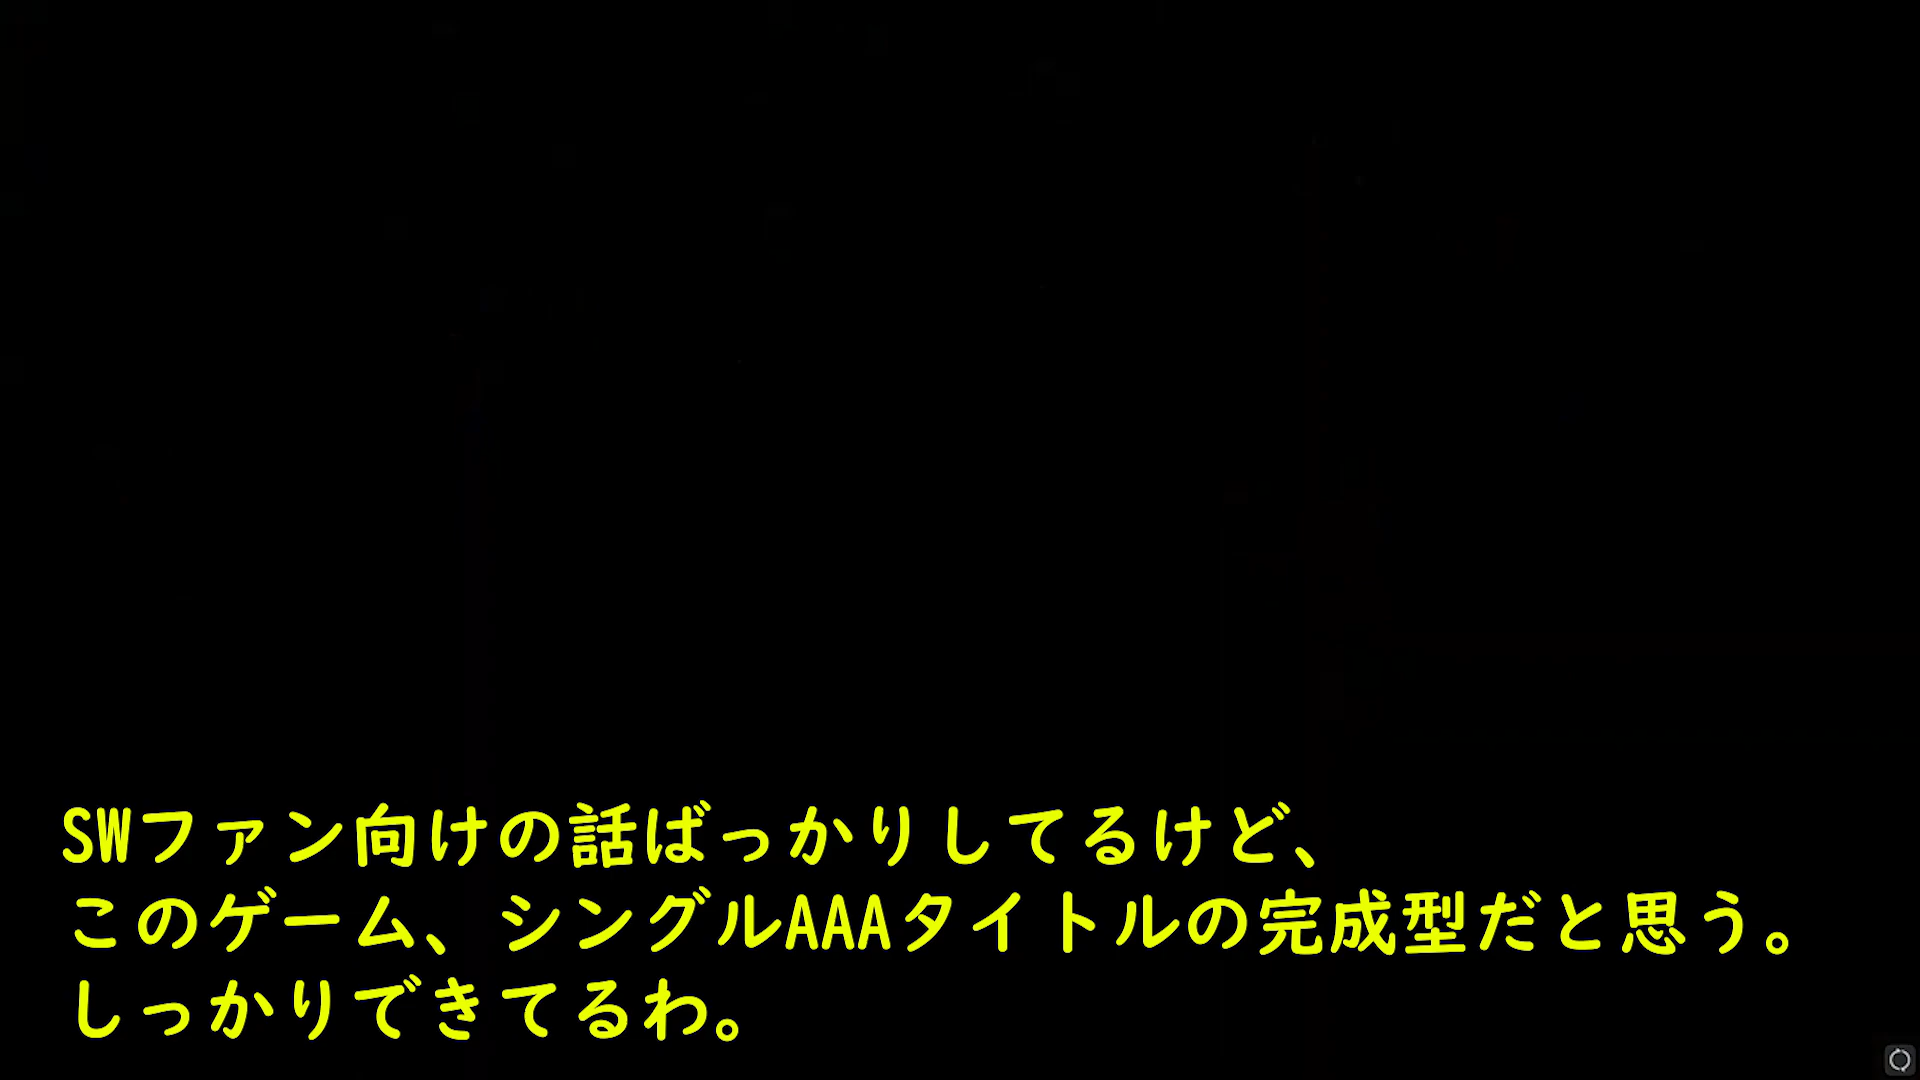 SWファン向けの話ばっかりしてるけど、
このゲーム、シングルAAAタイトルの完成型だと思う。
しっかりできてるわ。